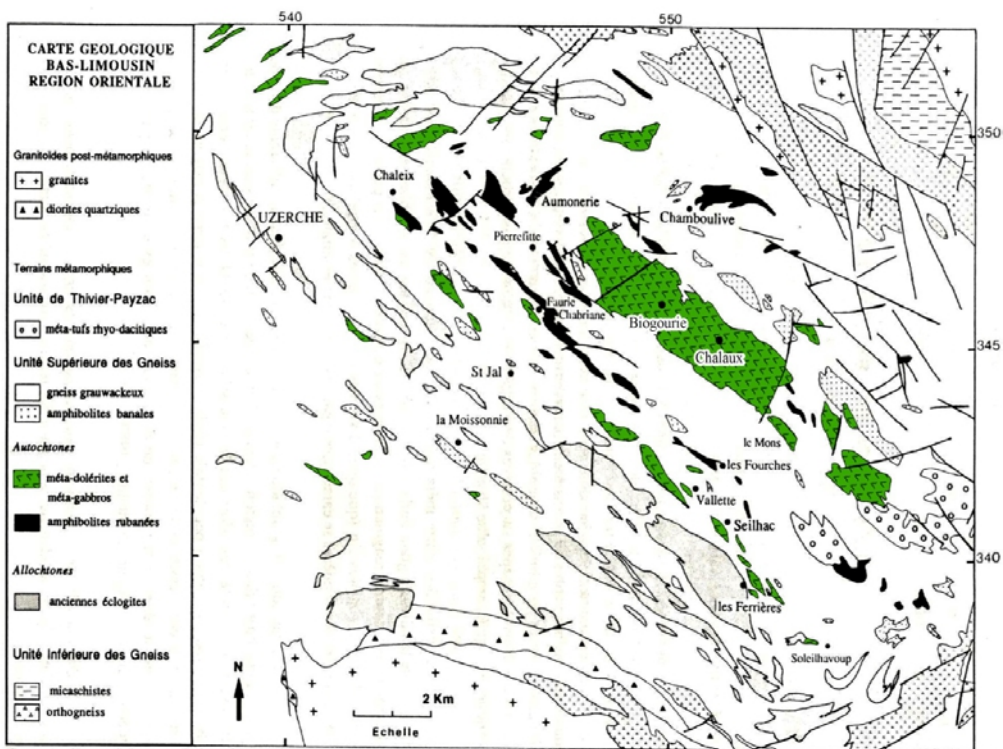 CARTE GEOLOGIQUE
BAS-LIMOUSIN
REGION ORIENTALE
Granitoïdes post-métamorphiques
granites
diorites quartziques
Terrains métamorphiques
Unité de Thivier-Payzac
méta-tufs rhyo-dacitiques
Unité Supérieure des Gneiss
gneiss grauwackeux
amphibolites banales
Autochtones
méta-dolérites et
méta-gabbros
amphibolites rubanées
Allochtones
anciennes éclogites
Unité Inférieure des Gneiss
micaschistes
orthogneiss
540
550
350
345
340
Chaleix
UZERCHE
Aumonerie
Pierrefitte
Chamboulive
Faurie
Chabriane
Biogourie
Chalaux
St Jal
la Moissonnie
le Mons
les Fourches
Vallette
Seilhac
les Ferrières
Soleilhavoup
N
2 Km
Echelle